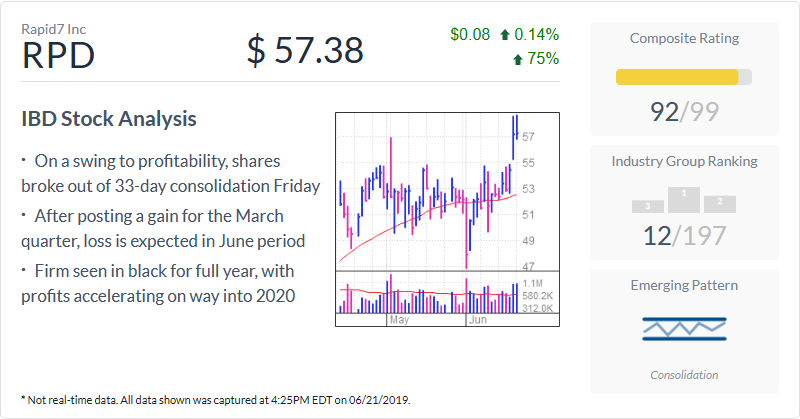 Rapid7 Inc
RPD
$ 57.38
$0.08 0.14%
75%
IBD Stock Analysis
· On a swing to profitability, shares
broke out of 33-day consolidation Friday
· After posting a gain for the March
quarter, loss is expected in June period
· Firm seen in black for full year, with
profits accelerating on way into 2020
57
55
53
51
49
47
1.1M
580.2K
312.0K
May Jun
Composite Rating
92/99
Industry Group Ranking
3 1 2
12/197
Emerging Pattern
Consolidation
* Not real-time data. All data shown was captured at 4:25PM EDT on 06/21/2019.